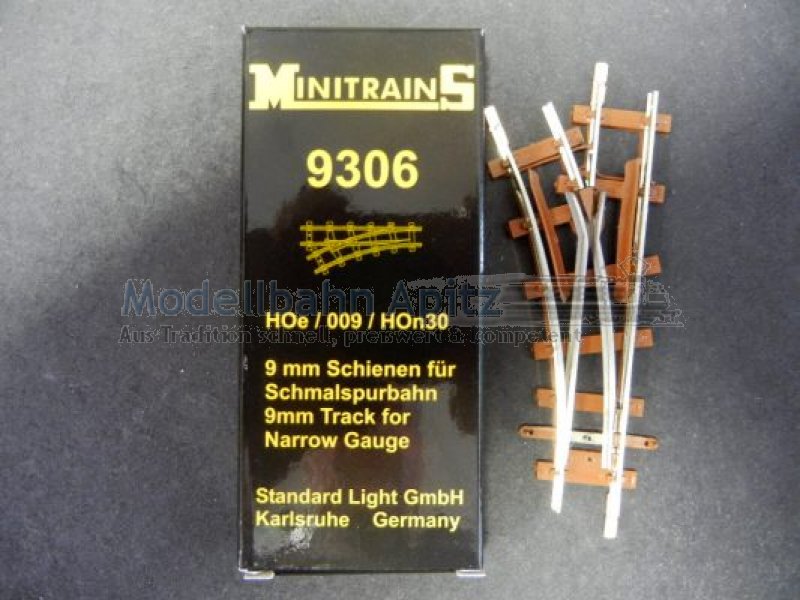 MINITRAINS
9306
Modellbahn Apitz
HOe / 009 / HOn30
Aus Tradition schnell, preiswert & kompetent
9 mm Schienen für
Schmalspurbahn
9mm Track for
Narrow Gauge
Standard Light GmbH
Karlsruhe Germany